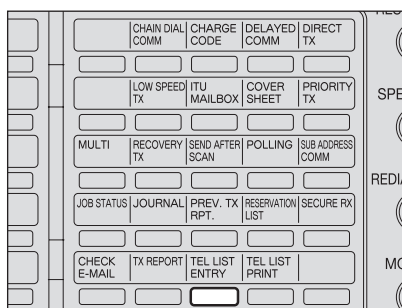 CHAIN DIAL CHARGE DELAYED DIRECT
COMM CODE COMM TX
LOW SPEED ITU COVER PRIORITY
TX MAILBOX SHEET TX
SPE
MULTI RECOVERY SEND AFTER POLLING SUB ADDRESS
TX SCAN COMM
REDIA
JOB STATUS JOURNAL PREV. TX RESERVATION SECURE RX
RPT. LIST
CHECK TX REPORT TEL LIST TEL LIST
E-MAIL ENTRY PRINT
MO